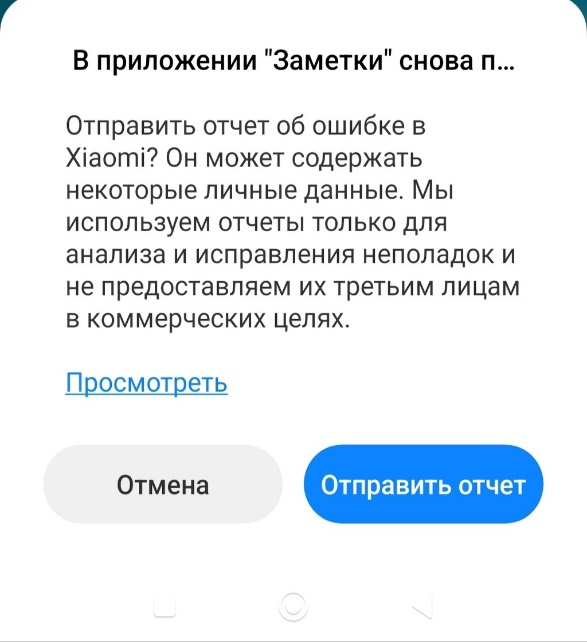 В приложении "Заметки" снова п...
Отправить отчет об ошибке в
Xiaomi? Он может содержать
некоторые личные данные. Мы
используем отчеты только для
анализа и исправления неполадок и
не предоставляем их третьим лицам
в коммерческих целях.
Просмотреть
Отмена
Отправить отчет